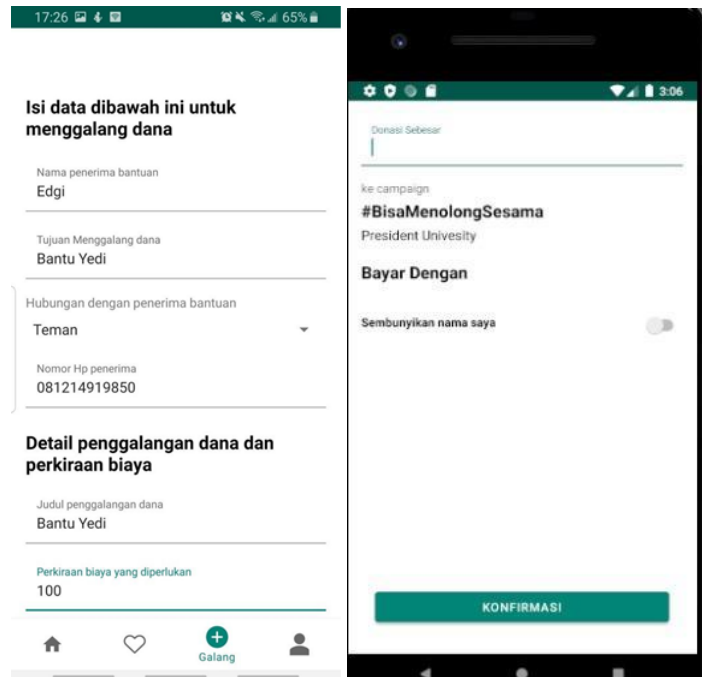 17:26
65%
Isi data dibawah ini untuk
menggalang dana
Nama penerima bantuan
Edgi
Tujuan Menggalang dana
Bantu Yedi
Hubungan dengan penerima bantuan
Teman
Nomor Hp penerima
081214919850
Detail penggalangan dana dan
perkiraan biaya
Judul penggalangan dana
Bantu Yedi
Perkiraan biaya yang diperlukan
100
Galang
3:06
Donasi Sebesar
ke campaign
#BisaMenolongSesama
President Univesity
Bayar Dengan
Sembunyikan nama saya
KONFIRMASI